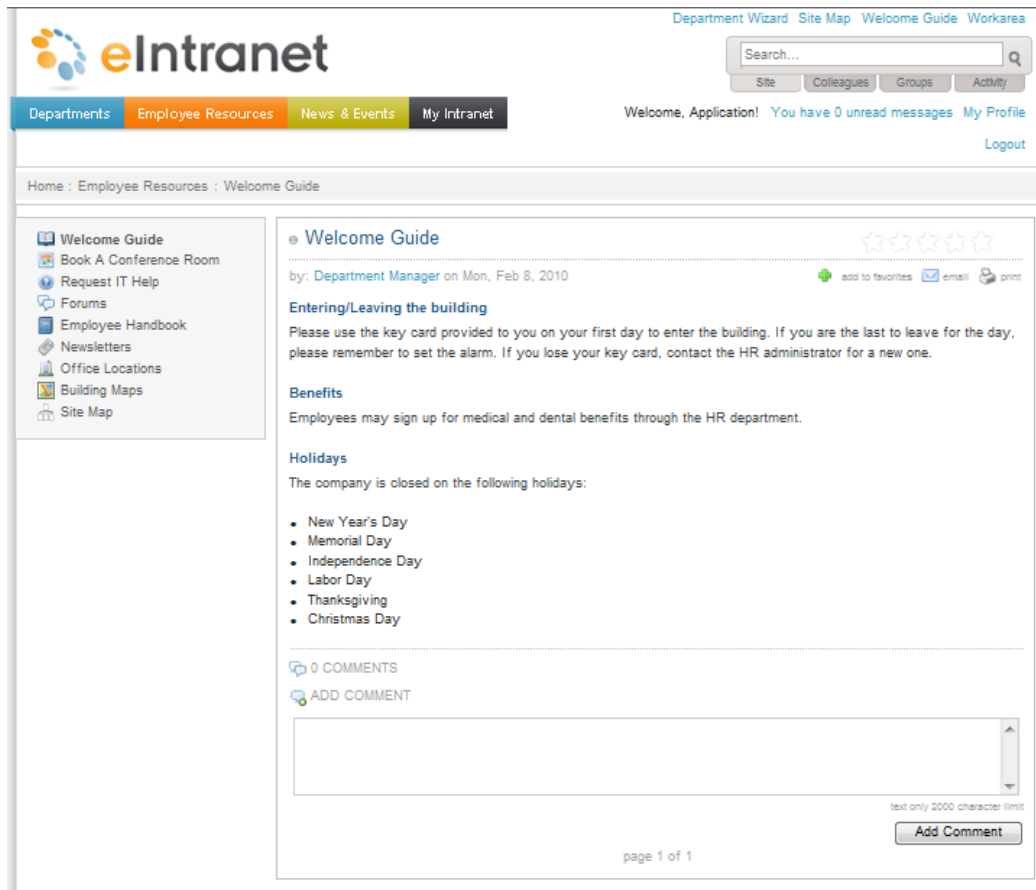 Department Wizard Site Map Welcome Guide Workarea
eIntranet
Search...
Site Colleagues Groups Activity
Departments Employee Resources News & Events My Intranet
Welcome, Application! You have 0 unread messages My Profile
Logout
Home : Employee Resources : Welcome Guide
Welcome Guide
Book A Conference Room
Request IT Help
Forums
Employee Handbook
Newsletters
Office Locations
Building Maps
Site Map
Welcome Guide
by: Department Manager on Mon, Feb 8, 2010
add to favorites email print
Entering/Leaving the building
Please use the key card provided to you on your first day to enter the building. If you are the last to leave for the day,
please remember to set the alarm. If you lose your key card, contact the HR administrator for a new one.
Benefits
Employees may sign up for medical and dental benefits through the HR department.
Holidays
The company is closed on the following holidays:
• New Year's Day
• Memorial Day
• Independence Day
• Labor Day
• Thanksgiving
• Christmas Day
0 COMMENTS
ADD COMMENT
text only 2000 character limit
Add Comment
page 1 of 1